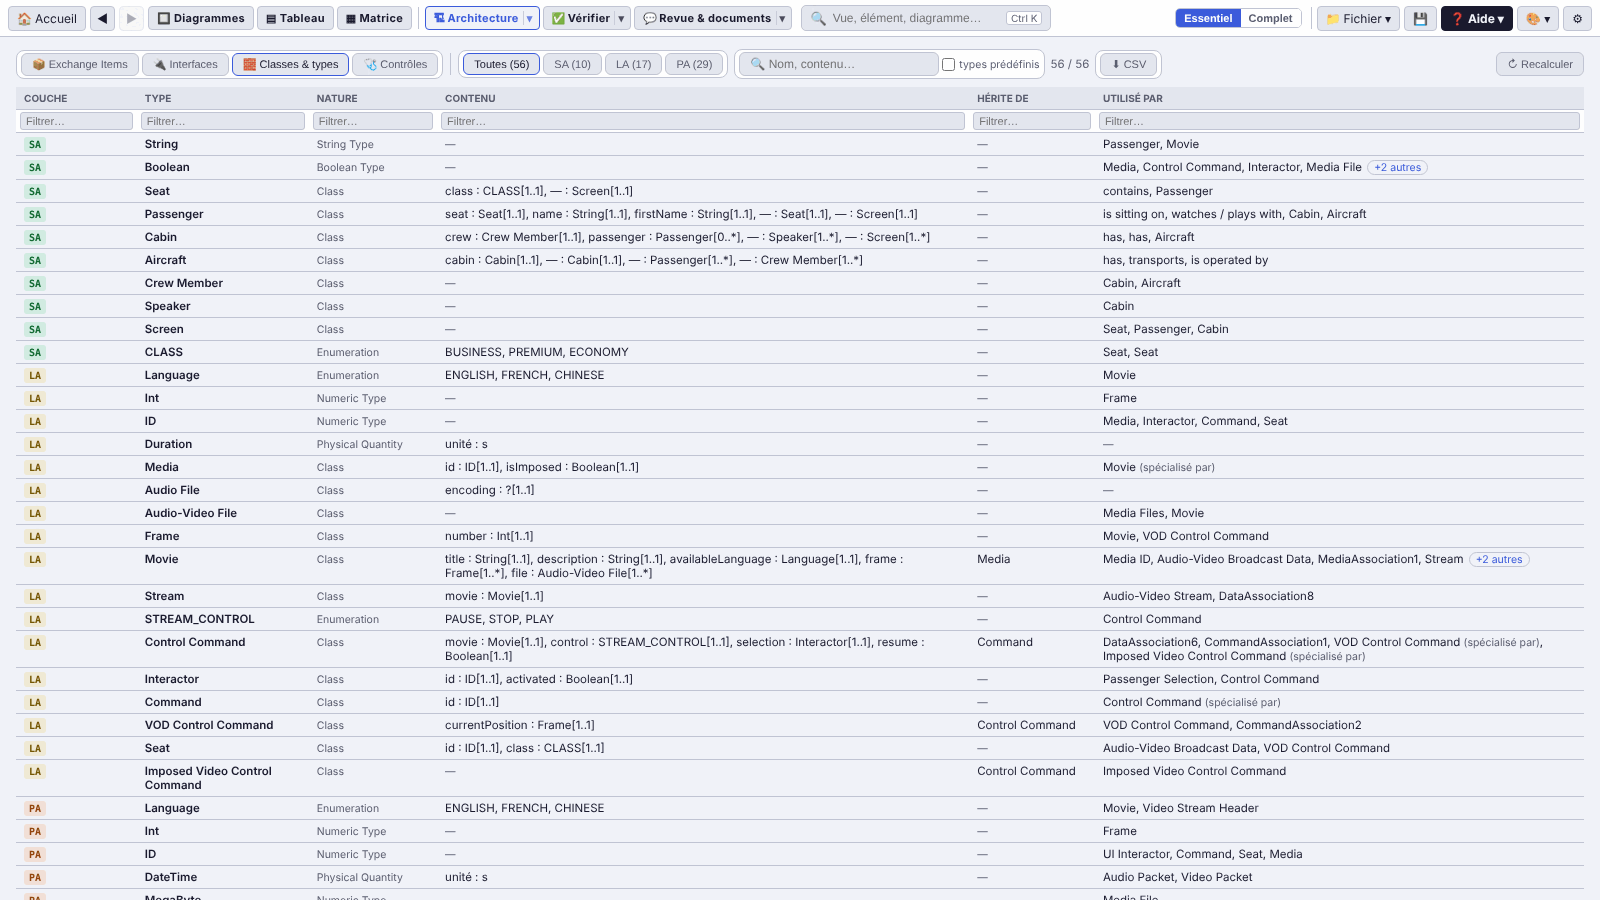 🏠 Accueil ◀ ▶ Diagrammes Tableau Matrice Architecture ▾ Vérifier ▾ Revue & documents ▾ Vue, élément, diagramme… Ctrl K Essentiel Complet Fichier ▾ Aide ▾ ▾
Exchange Items Interfaces Classes & types Contrôles Toutes (56) SA (10) LA (17) PA (29) Nom, contenu… types prédéfinis 56 / 56 ⬇ CSV ↻ Recalculer
COUCHE TYPE NATURE CONTENU HÉRITE DE UTILISÉ PAR
Filtrer… Filtrer… Filtrer… Filtrer… Filtrer… Filtrer…
SA String String Type — — Passenger, Movie
SA Boolean Boolean Type — — Media, Control Command, Interactor, Media File +2 autres
SA Seat Class class : CLASS[1..1], — : Screen[1..1] — contains, Passenger
SA Passenger Class seat : Seat[1..1], name : String[1..1], firstName : String[1..1], — : Seat[1..1], — : Screen[1..1] — is sitting on, watches / plays with, Cabin, Aircraft
SA Cabin Class crew : Crew Member[1..1], passenger : Passenger[0..*], — : Speaker[1..*], — : Screen[1..*] — has, has, Aircraft
SA Aircraft Class cabin : Cabin[1..1], — : Cabin[1..1], — : Passenger[1..*], — : Crew Member[1..*] — has, transports, is operated by
SA Crew Member Class — — Cabin, Aircraft
SA Speaker Class — — Cabin
SA Screen Class — — Seat, Passenger, Cabin
SA CLASS Enumeration BUSINESS, PREMIUM, ECONOMY — Seat, Seat
LA Language Enumeration ENGLISH, FRENCH, CHINESE — Movie
LA Int Numeric Type — — Frame
LA ID Numeric Type — — Media, Interactor, Command, Seat
LA Duration Physical Quantity unité : s — —
LA Media Class id : ID[1..1], isImposed : Boolean[1..1] — Movie (spécialisé par)
LA Audio File Class encoding : ?[1..1] — —
LA Audio-Video File Class — — Media Files, Movie
LA Frame Class number : Int[1..1] — Movie, VOD Control Command
LA Movie Class title : String[1..1], description : String[1..1], availableLanguage : Language[1..1], frame : Media Media ID, Audio-Video Broadcast Data, MediaAssociation1, Stream +2 autres
Frame[1..*], file : Audio-Video File[1..*]
LA Stream Class movie : Movie[1..1] — Audio-Video Stream, DataAssociation8
LA STREAM_CONTROL Enumeration PAUSE, STOP, PLAY — Control Command
LA Control Command Class movie : Movie[1..1], control : STREAM_CONTROL[1..1], selection : Interactor[1..1], resume : Command DataAssociation6, CommandAssociation1, VOD Control Command (spécialisé par),
Boolean[1..1] Imposed Video Control Command (spécialisé par)
LA Interactor Class id : ID[1..1], activated : Boolean[1..1] — Passenger Selection, Control Command
LA Command Class id : ID[1..1] — Control Command (spécialisé par)
LA VOD Control Command Class currentPosition : Frame[1..1] Control Command VOD Control Command, CommandAssociation2
LA Seat Class id : ID[1..1], class : CLASS[1..1] — Audio-Video Broadcast Data, VOD Control Command
LA Imposed Video Control Class — Control Command Imposed Video Control Command
Command
PA Language Enumeration ENGLISH, FRENCH, CHINESE — Movie, Video Stream Header
PA Int Numeric Type — — Frame
PA ID Numeric Type — — UI Interactor, Command, Seat, Media
PA DateTime Physical Quantity unité : s — Audio Packet, Video Packet
PA MegaByte Numeric Type Media File